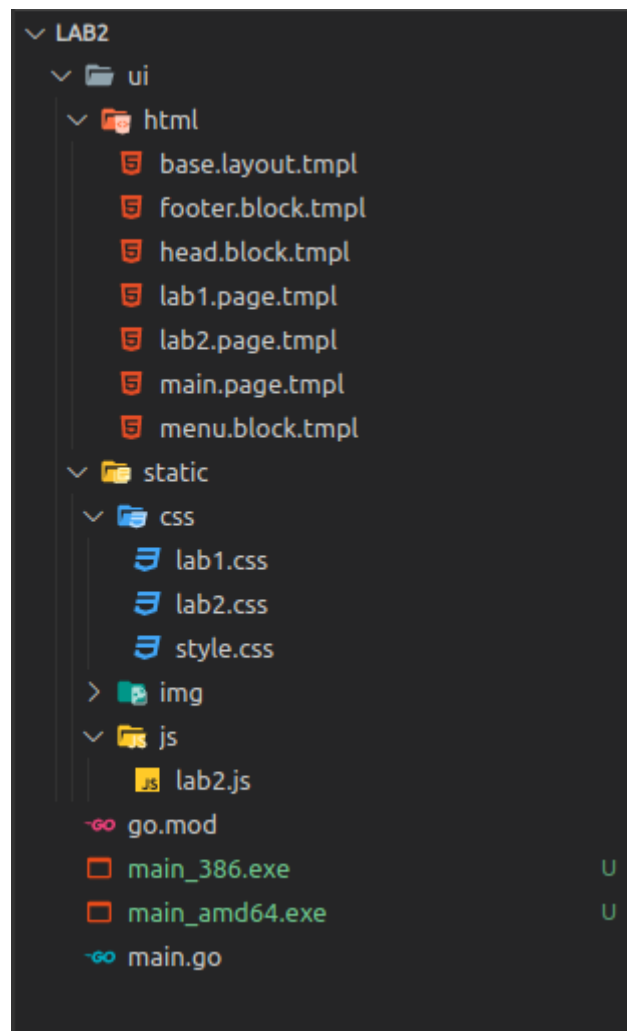 LAB2
ui
html
base.layout.tmpl
footer.block.tmpl
head.block.tmpl
lab1.page.tmpl
lab2.page.tmpl
main.page.tmpl
menu.block.tmpl
static
css
lab1.css
lab2.css
style.css
img
js
JS lab2.js
go.mod
main_386.exe U
main_amd64.exe U
main.go